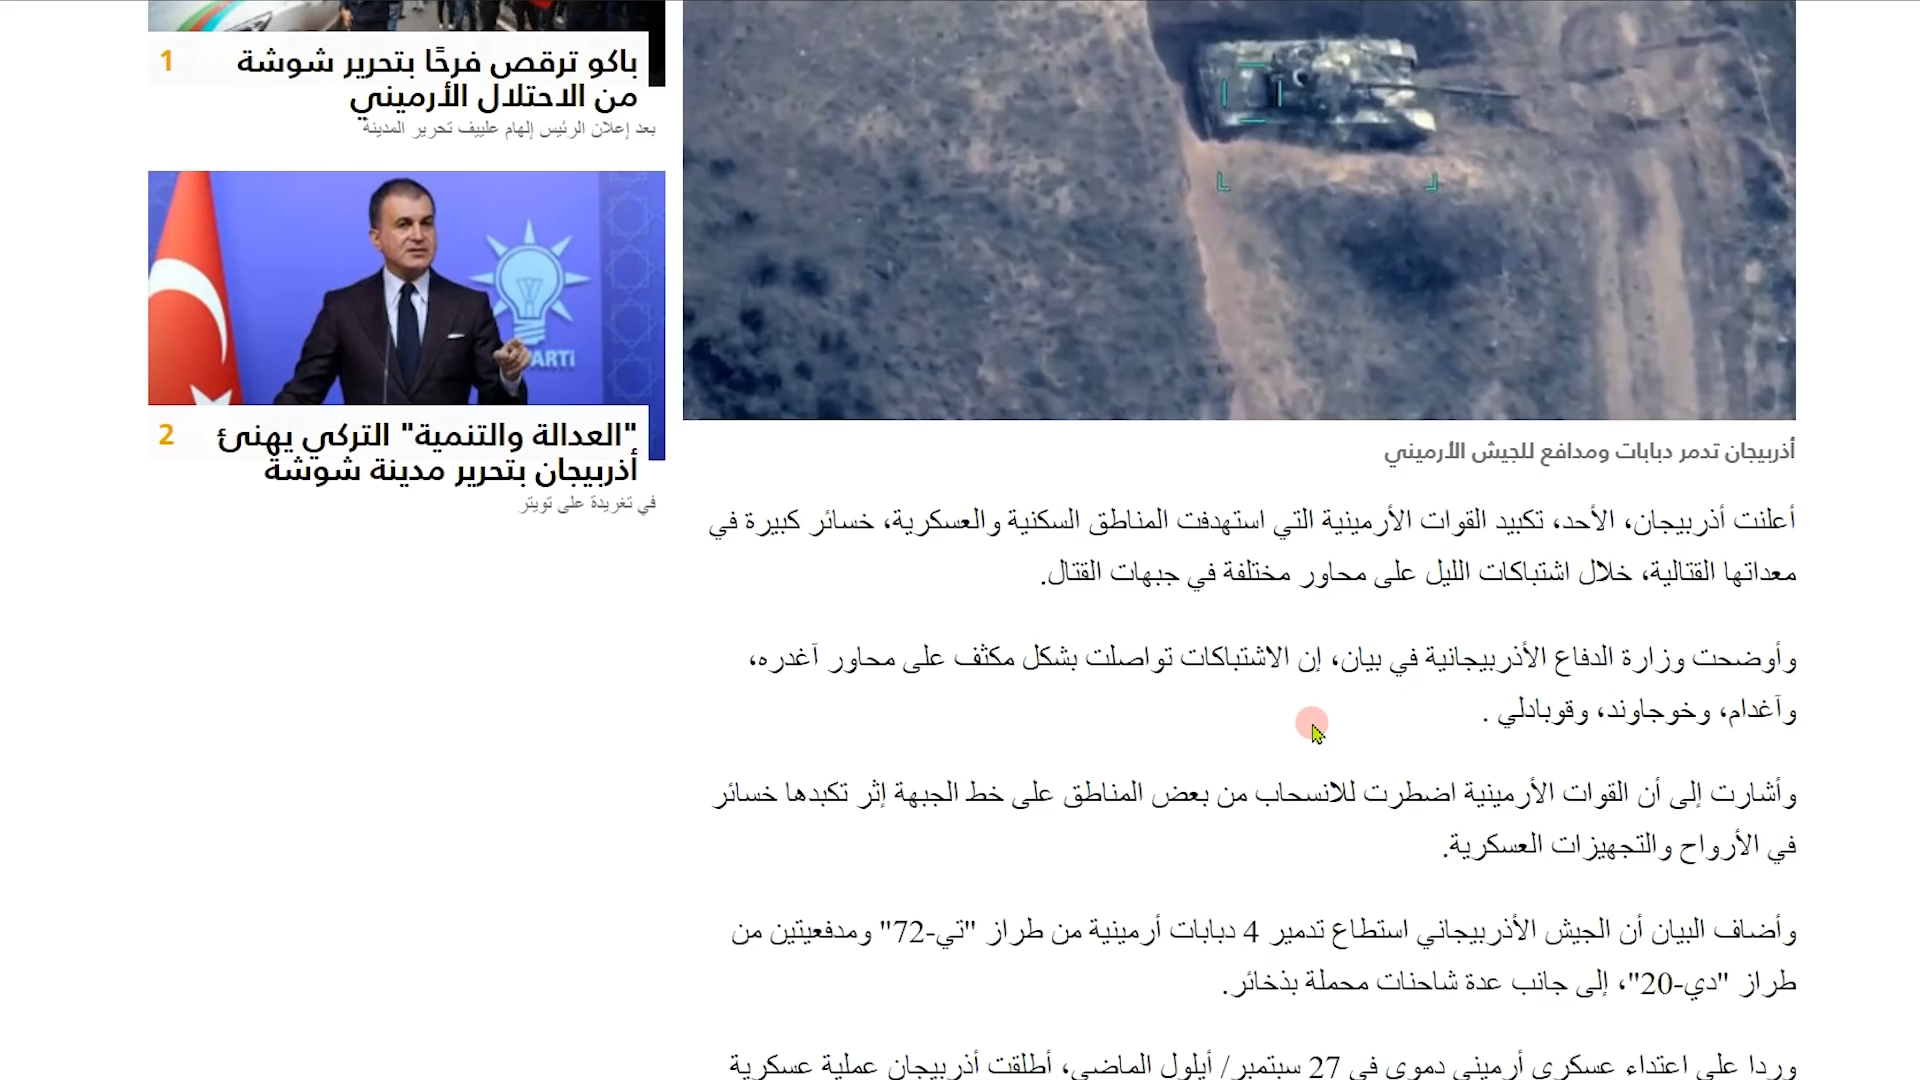 أذربيجان تدمر دبابات ومدافع للجيش الأرميني
أعلنت أذربيجان، الأحد، تكبيد القوات الأرمينية التي استهدفت المناطق السكنية والعسكرية، خسائر كبيرة في
معداتها القتالية، خلال اشتباكات الليل على محاور مختلفة في جبهات القتال.
وأوضحت وزارة الدفاع الأذربيجانية في بيان، إن الاشتباكات تواصلت بشكل مكثف على محاور آغدره،
وآغدام، وخوجاوند، وقوبادلي .
وأشارت إلى أن القوات الأرمينية اضطرت للانسحاب من بعض المناطق على خط الجبهة إثر تكبدها خسائر
في الأرواح والتجهيزات العسكرية.
وأضاف البيان أن الجيش الأذربيجاني استطاع تدمير 4 دبابات أرمينية من طراز "تي-72" ومدفعيتين من
طراز "دي-20"، إلى جانب عدة شاحنات محملة بذخائر.
وردا على اعتداء عسكري أرميني دموي في 27 سبتمبر/ أيلول الماضي، أطلقت أذربيجان عملية عسكرية
1
باكو ترقص فرحًا بتحرير شوشة
من الاحتلال الأرميني
بعد إعلان الرئيس إلهام علييف تحرير المدينة
PARTİ
2
"العدالة والتنمية" التركي يهنئ
أذربيجان بتحرير مدينة شوشة
في تغريدة على تويتر